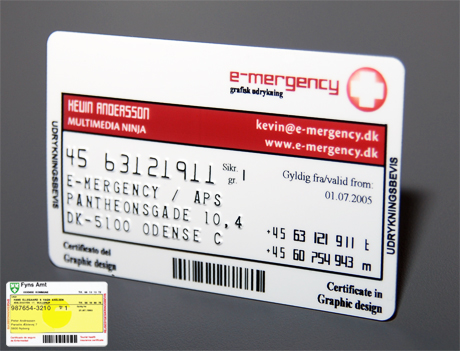 e-mergency
grafisk udrykning
KEVIN ANDERSSON
MULTIMEDIA NINJA
kevin@e-mergency.dk
www.e-mergency.dk
UDRYKNINGSBEVIS
45 63121911
Sikr.
gr. 1
Gyldig fra/valid from:
01.07.2005
E-MERGENCY / APS
PANTHEONSGADE 10,4
DK-5100 ODENSE C
+45 63 121 911 t
+45 60 754 943 m
UDRYKNINGSBEVIS
Certificato del
Graphic design
Certificate in
Graphic design
Fyns Amt
987654-3210 1